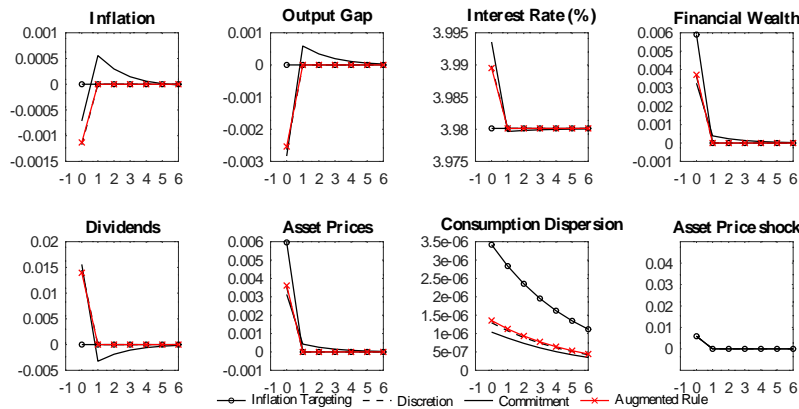 Inflation
0.001
0.0005
0
-0.0005
-0.001
-0.0015
-1 0 1 2 3 4 5 6
Output Gap
0.001
0
-0.001
-0.002
-0.003
-1 0 1 2 3 4 5 6
Interest Rate (%)
3.995
3.99
3.985
3.98
3.975
-1 0 1 2 3 4 5 6
Financial Wealth
0.006
0.005
0.004
0.003
0.002
0.001
0
-0.001
-1 0 1 2 3 4 5 6
Dividends
0.02
0.015
0.01
0.005
0
-0.005
-1 0 1 2 3 4 5 6
Asset Prices
0.006
0.005
0.004
0.003
0.002
0.001
0
-0.001
-1 0 1 2 3 4 5 6
Consumption Dispersion
3.5e-06
3e-06
2.5e-06
2e-06
1.5e-06
1e-06
5e-07
0
-1 0 1 2 3 4 5 6
Asset Price shock
0.04
0.03
0.02
0.01
0
-1 0 1 2 3 4 5 6
Inflation Targeting Discretion Commitment Augmented Rule